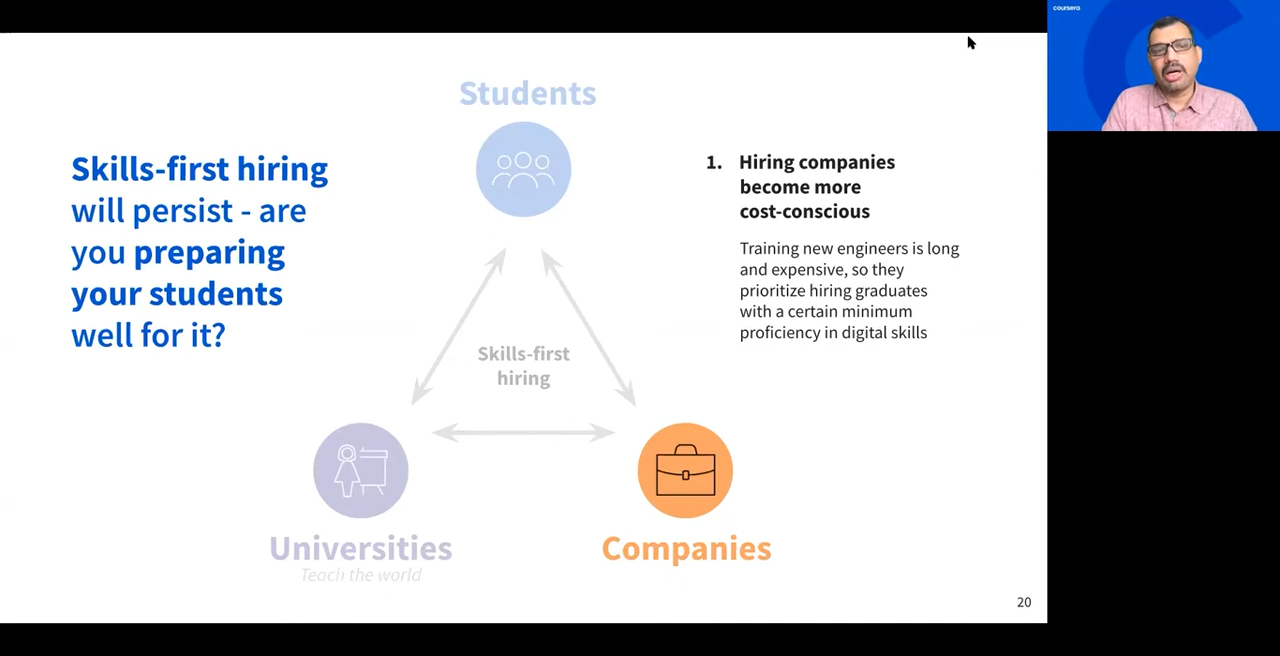 coursera
Students
Skills-first hiring
will persist - are
you preparing
your students
well for it?
1. Hiring companies
become more
cost-conscious
Training new engineers is long
and expensive, so they
prioritize hiring graduates
with a certain minimum
proficiency in digital skills
Skills-first
hiring
Universities
Teach the world
Companies
20